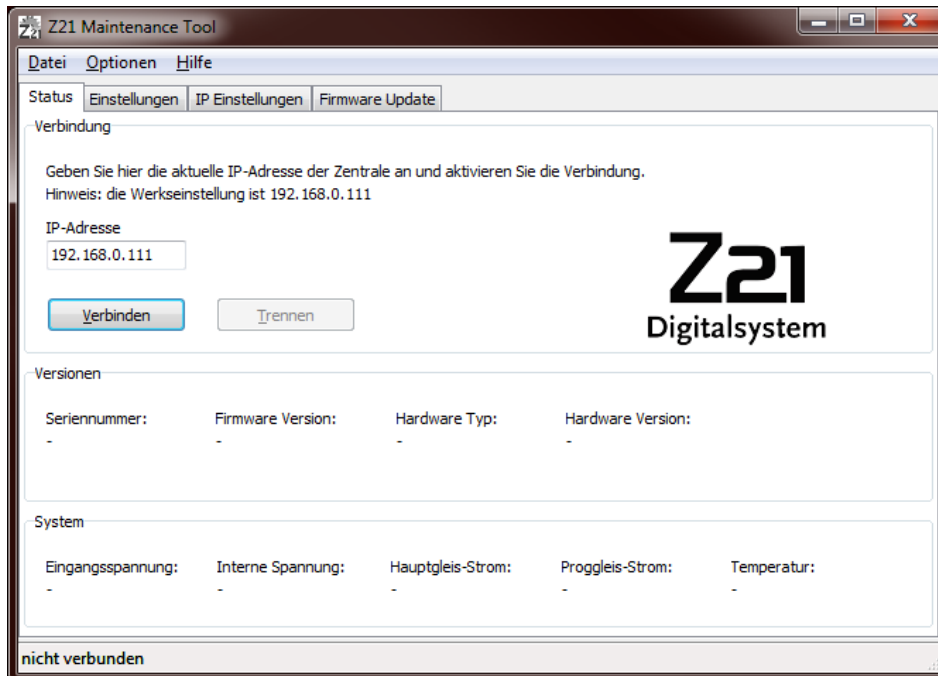 Z21 Maintenance Tool
Datei Optionen Hilfe
Status Einstellungen IP Einstellungen Firmware Update
Verbindung
Geben Sie hier die aktuelle IP-Adresse der Zentrale an und aktivieren Sie die Verbindung.
Hinweis: die Werkseinstellung ist 192.168.0.111
IP-Adresse
192.168.0.111
Verbinden Trennen
Z21
Digitalsystem
Versionen
Seriennummer: Firmware Version: Hardware Typ: Hardware Version:
- - - -
System
Eingangsspannung: Interne Spannung: Hauptgleis-Strom: Proggleis-Strom: Temperatur:
- - - - -
nicht verbunden